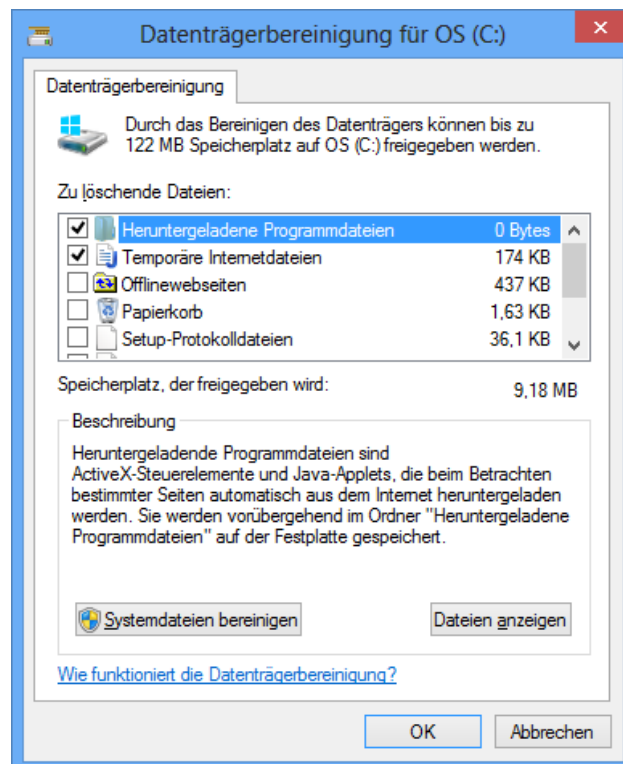 Datenträgerbereinigung für OS (C:)
Datenträgerbereinigung
Durch das Bereinigen des Datenträgers können bis zu
122 MB Speicherplatz auf OS (C:) freigegeben werden.
Zu löschende Dateien:
Heruntergeladene Programmdateien 0 Bytes
Temporäre Internetdateien 174 KB
Offlinewebseiten 437 KB
Papierkorb 1,63 KB
Setup-Protokolldateien 36,1 KB
Speicherplatz, der freigegeben wird: 9,18 MB
Beschreibung
Heruntergeladende Programmdateien sind
ActiveX-Steuerelemente und Java-Applets, die beim Betrachten
bestimmter Seiten automatisch aus dem Internet heruntergeladen
werden. Sie werden vorübergehend im Ordner "Heruntergeladene
Programmdateien" auf der Festplatte gespeichert.
Systemdateien bereinigen Dateien anzeigen
Wie funktioniert die Datenträgerbereinigung?
OK Abbrechen